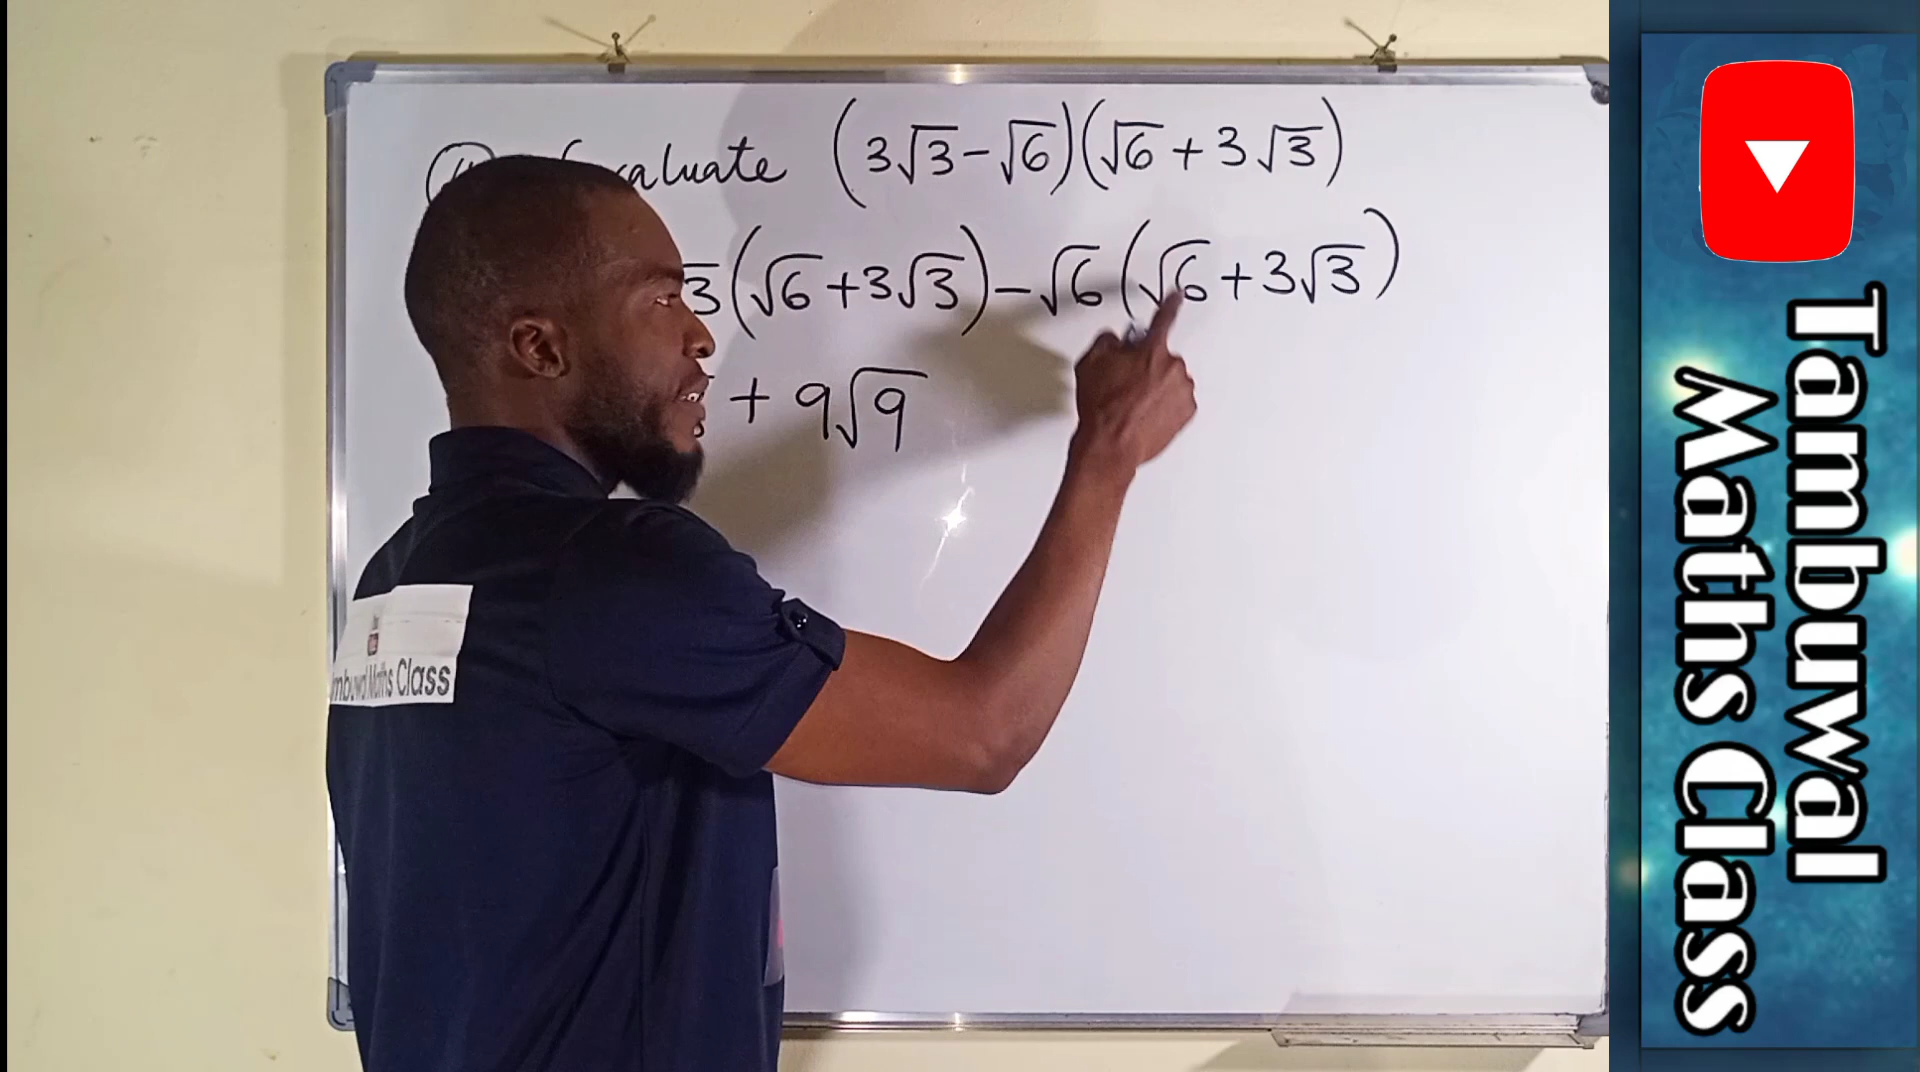 evaluate (3√3-√6)(√6+3√3)
3(√6+3√3)-√6(√6+3√3)
+ 9√9
Maths Class
Tambuwal
Maths Class